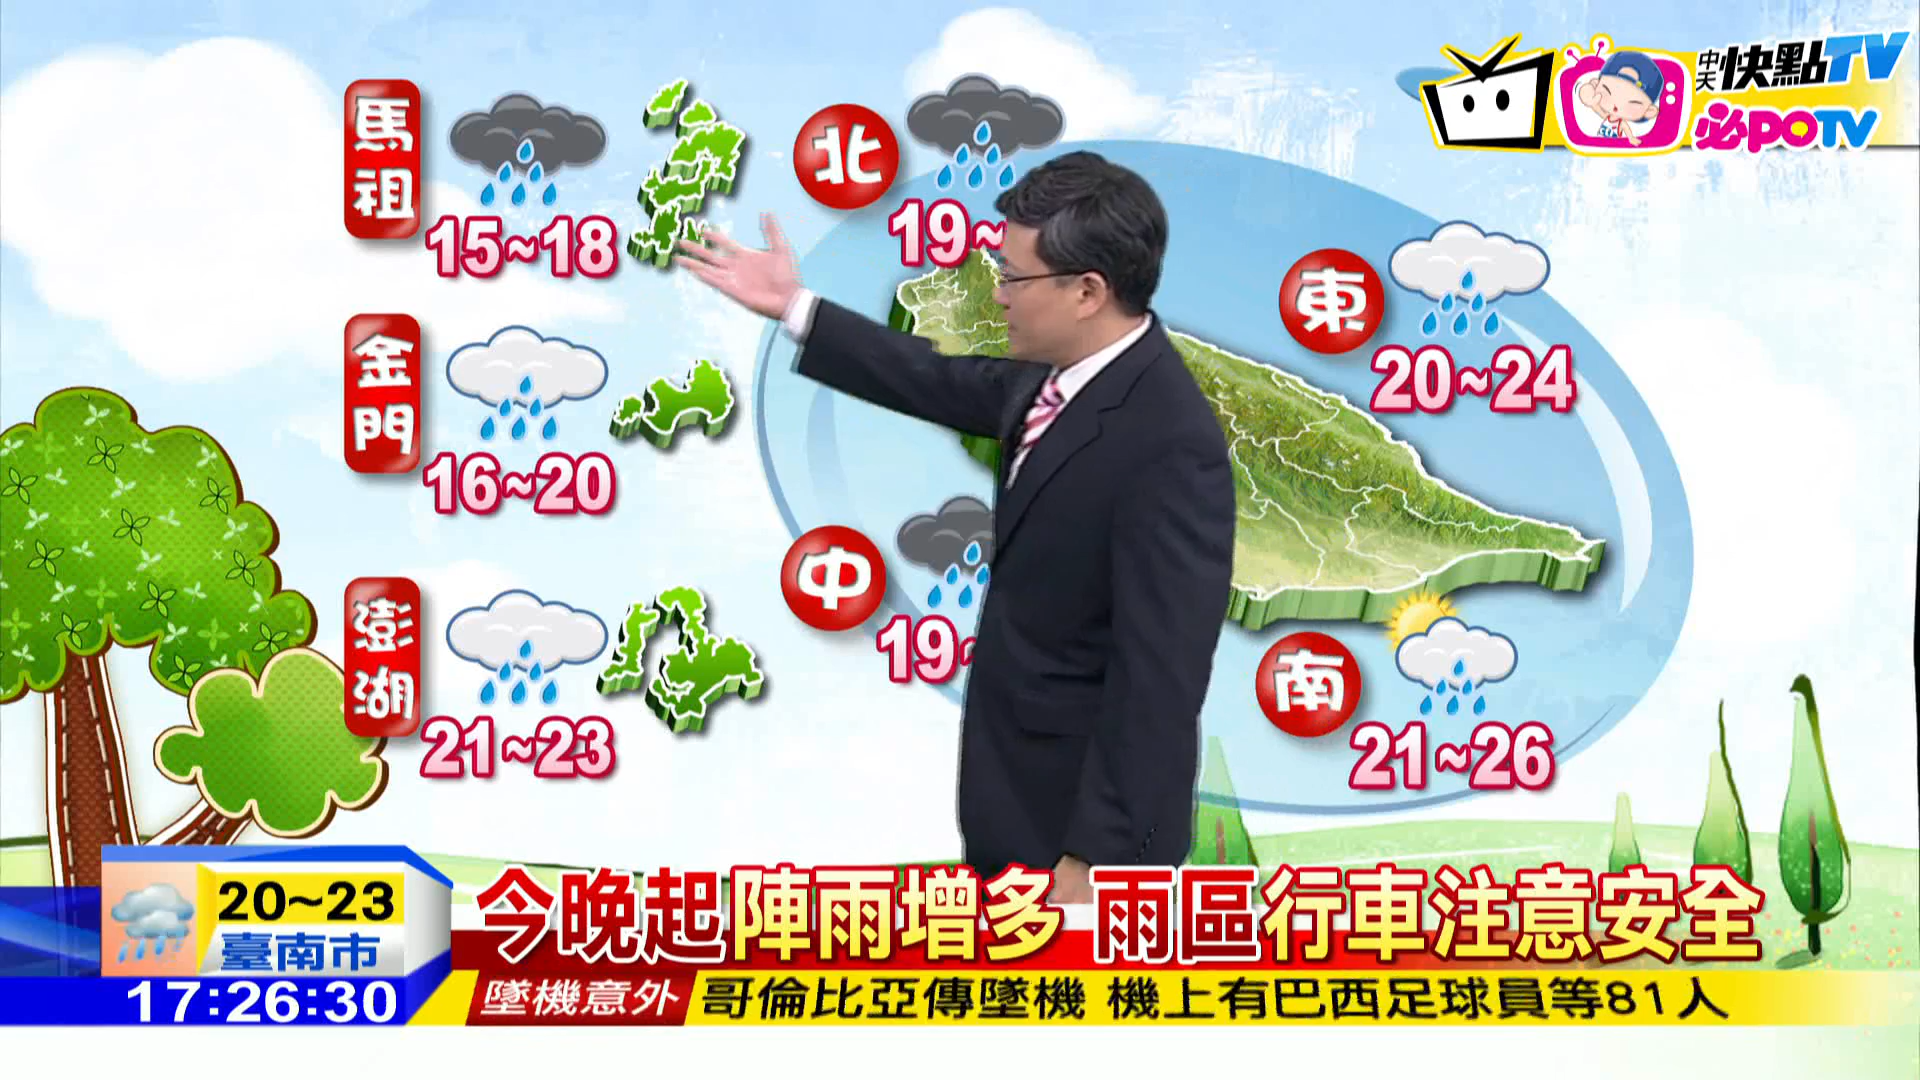 中天快點TV
必POTV
馬祖
15~18
北
19~
東
20~24
金門
16~20
中
19~
澎湖
21~23
南
21~26
20~23
臺南市
17:26:30
今晚起陣雨增多 雨區行車注意安全
墜機意外 哥倫比亞傳墜機 機上有巴西足球員等81人